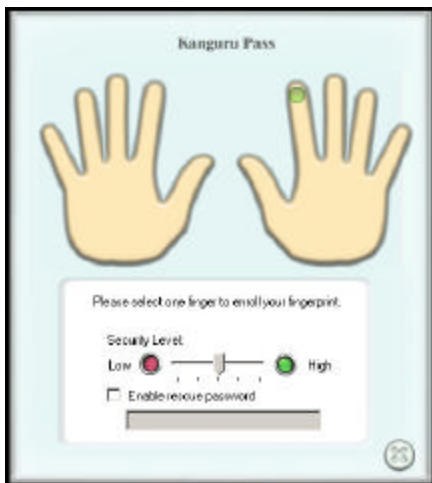 Kanguru Pass
Please select one finger to enroll your fingerprint.
Security Level:
Low High
Enable rescue password